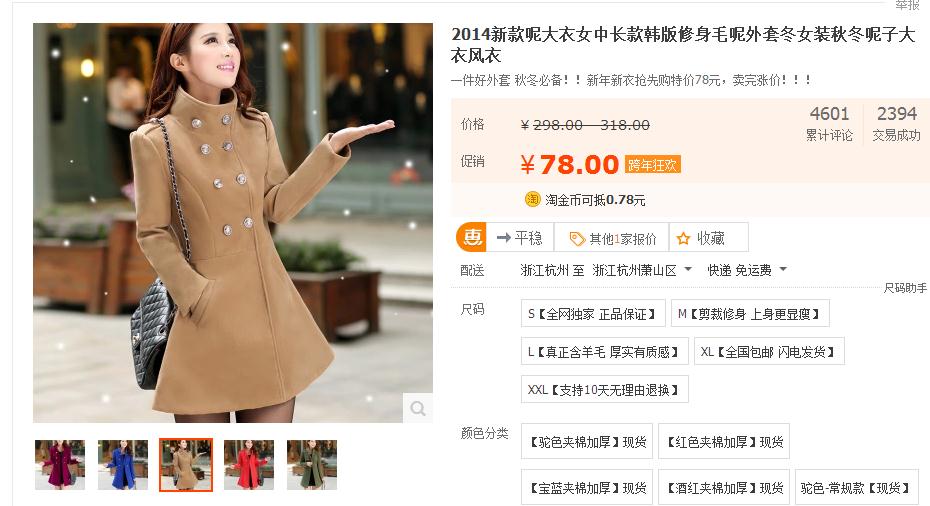 举报
2014新款呢大衣女中长款韩版修身毛呢外套冬女装秋冬呢子大
衣风衣
一件好外套 秋冬必备！！新年新衣抢先购特价78元，卖完涨价！！！
价格 ¥ 298.00 - 318.00 4601 2394
累计评论 交易成功
促销 ¥ 78.00 跨年狂欢
淘 淘金币可抵0.78元
惠 平稳 其他1家报价 收藏
配送 浙江杭州 至 浙江杭州萧山区 快递 免运费
尺码助手
尺码 S【全网独家 正品保证】 M【剪裁修身 上身更显瘦】
L【真正含羊毛 厚实有质感】 XL【全国包邮 闪电发货】
XXL【支持10天无理由退换】
颜色分类 【驼色夹棉加厚】现货 【红色夹棉加厚】现货
【宝蓝夹棉加厚】现货 【酒红夹棉加厚】现货 驼色-常规款【现货】